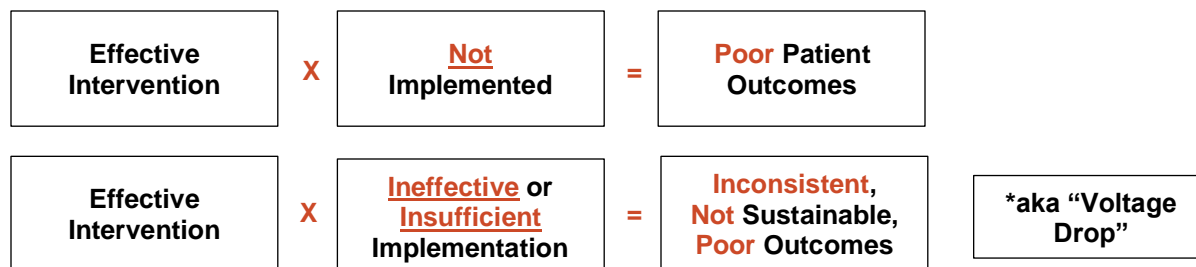 Effective
Intervention
X
Not
Implemented
=
Poor Patient
Outcomes
Effective
Intervention
X
Ineffective or
Insufficient
Implementation
=
Inconsistent,
Not Sustainable,
Poor Outcomes
*aka “Voltage
Drop”